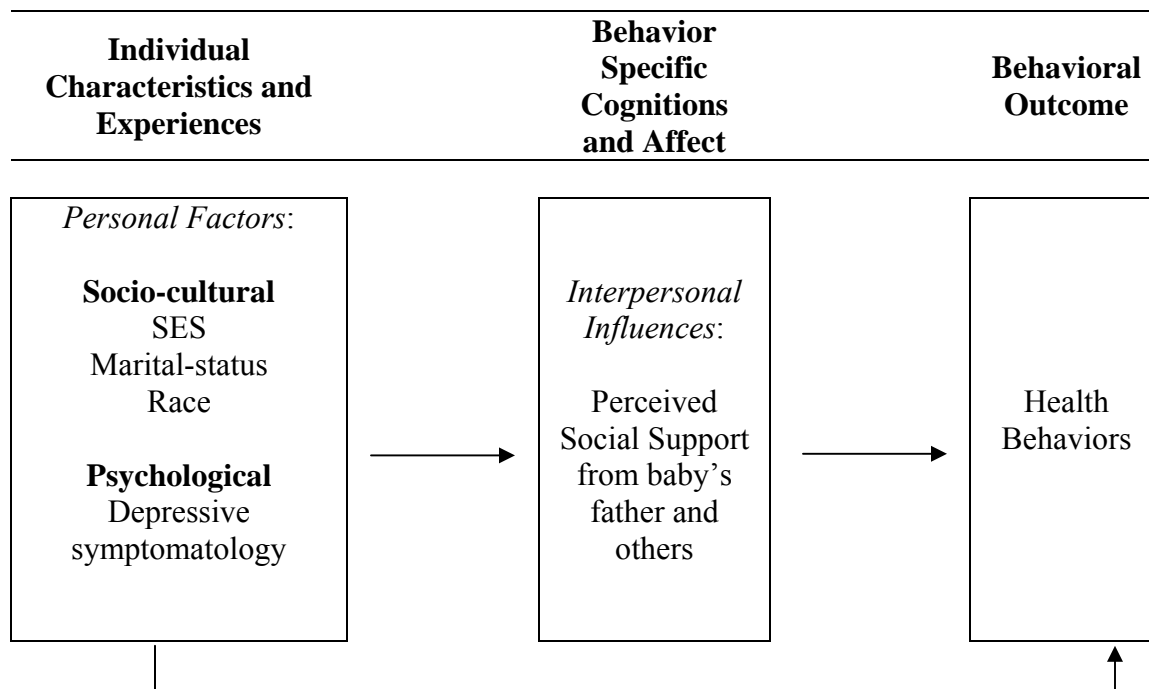 Individual
Characteristics and
Experiences
Behavior
Specific
Cognitions
and Affect
Behavioral
Outcome
Personal Factors:
Socio-cultural
SES
Marital-status
Race
Psychological
Depressive
symptomatology
Interpersonal
Influences:
Perceived
Social Support
from baby’s
father and
others
Health
Behaviors